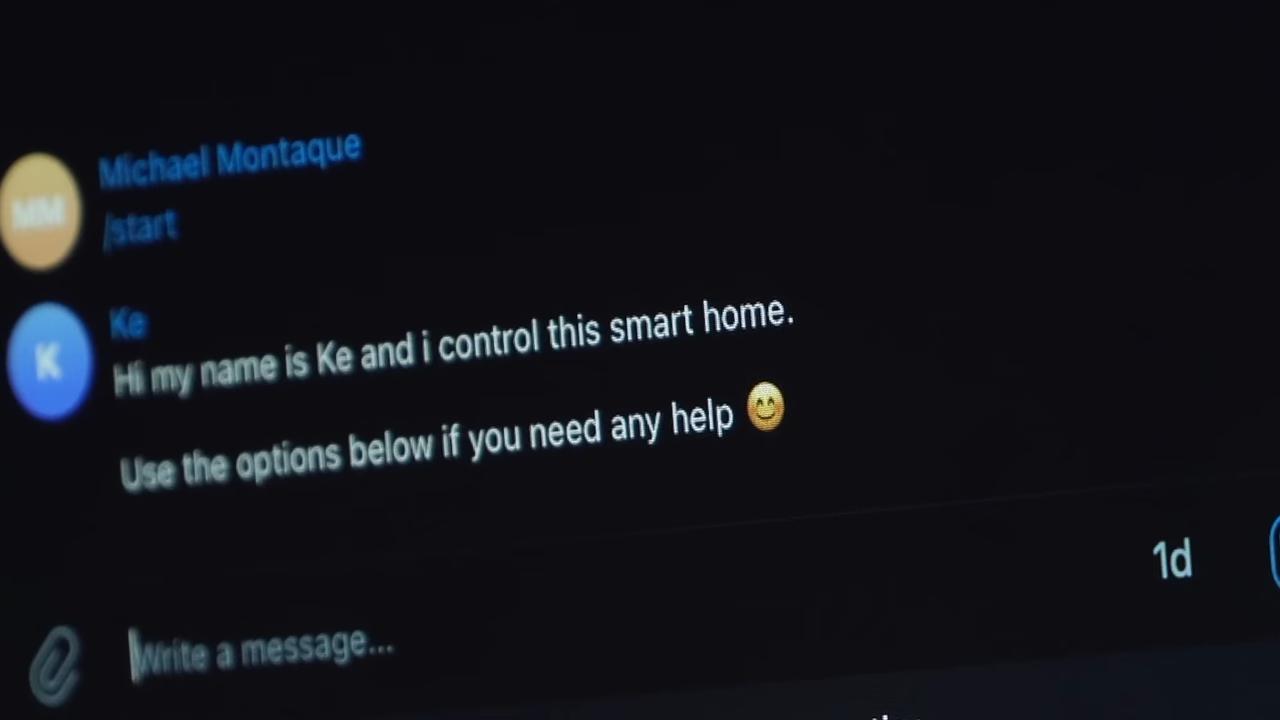 Michael Montaque
MM
/start
Ke
K
Hi my name is Ke and i control this smart home.
Use the options below if you need any help 😊
1d
Write a message...